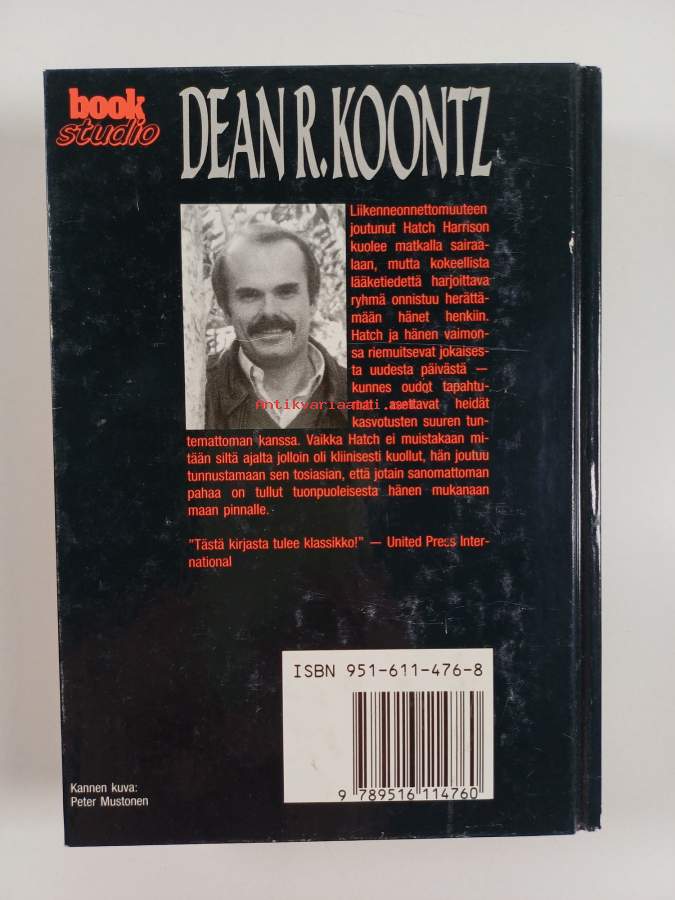 book
studio
DEAN R. KOONTZ
Liikenneonnettomuuteen
joutunut Hatch Harrison
kuolee matkalla sairaa-
laan, mutta kokeellista
lääketiedettä harjoittava
ryhmä onnistuu herättä-
mään hänet henkiin.
Hatch ja hänen vaimon-
sa riemuitsevat jokaises-
ta uudesta päivästä —
kunnes oudot tapahtu-
mat asettavat heidät
kasvotusten suuren tun-
temattoman kanssa. Vaikka Hatch ei muistakaan mi-
tään siltä ajalta jolloin oli kliinisesti kuollut, hän joutuu
tunnustamaan sen tosiasian, että jotain sanomattoman
pahaa on tullut tuonpuoleisesta hänen mukanaan
maan pinnalle.
"Tästä kirjasta tulee klassikko!" — United Press Inter-
national
ISBN 951-611-476-8
9 789516 114760
Kannen kuva:
Peter Mustonen